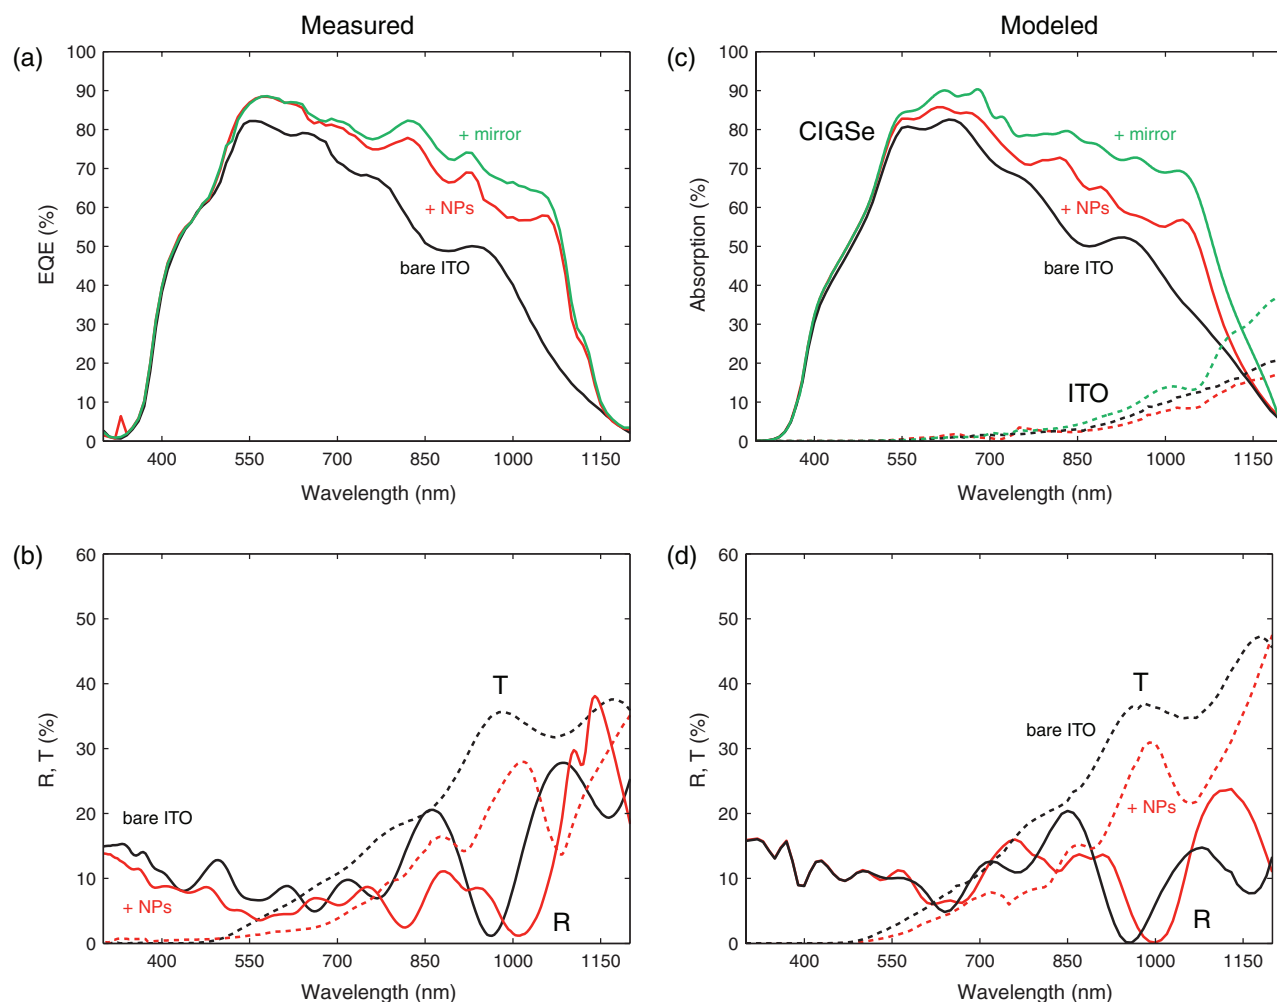 Measured
Modeled
(a)
100
90
80
70
60
50
40
30
20
10
0
EQE (%)
+ mirror
+ NPs
bare ITO
400
550
700
850
1000
1150
Wavelength (nm)
(c)
100
90
80
70
60
50
40
30
20
10
0
Absorption (%)
CIGSe
+ mirror
+ NPs
bare ITO
ITO
400
550
700
850
1000
1150
Wavelength (nm)
(b)
60
50
40
30
20
10
0
R, T (%)
T
bare ITO
+ NPs
R
400
550
700
850
1000
1150
Wavelength (nm)
(d)
60
50
40
30
20
10
0
R, T (%)
T
bare ITO
+ NPs
R
400
550
700
850
1000
1150
Wavelength (nm)